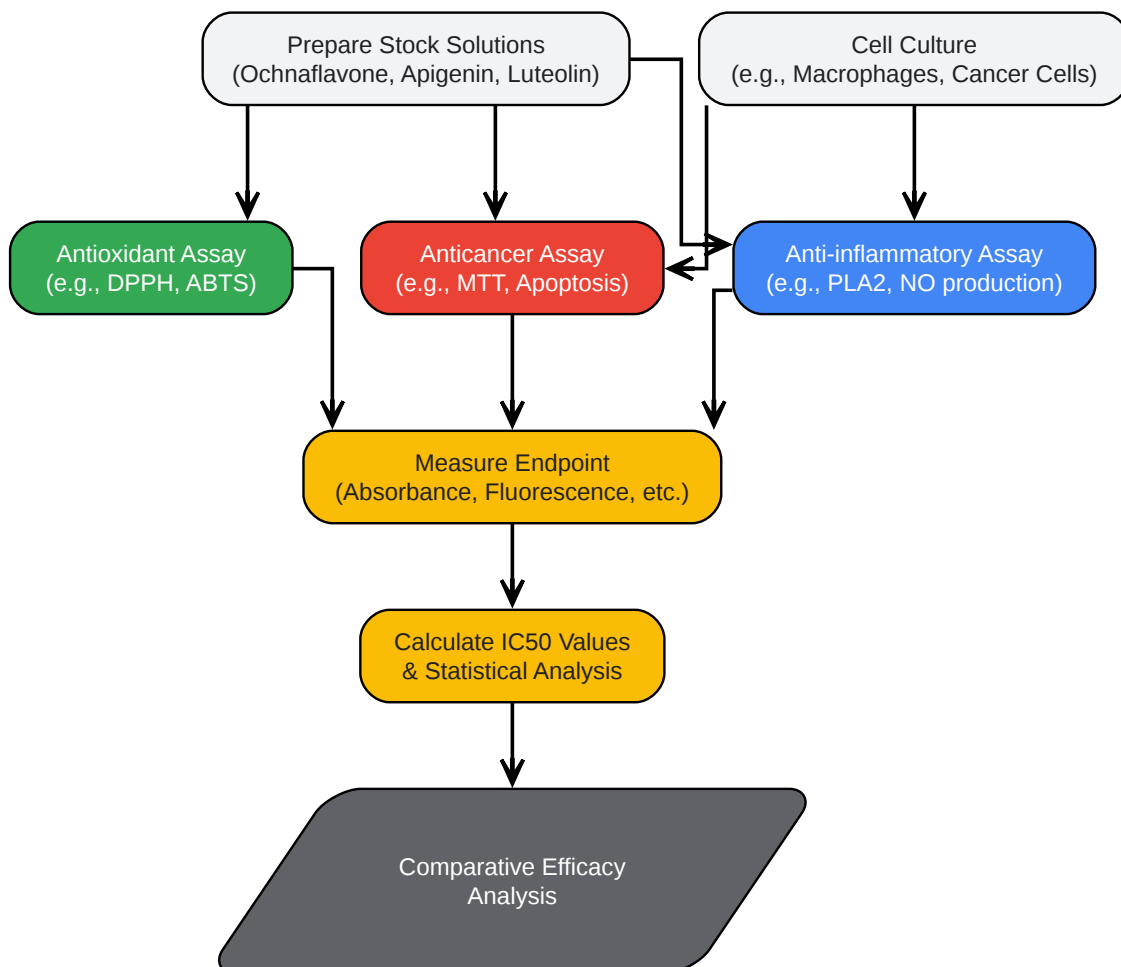 Prepare Stock Solutions
(Ochnaflavone, Apigenin, Luteolin)
Cell Culture
(e.g., Macrophages, Cancer Cells)
Antioxidant Assay
(e.g., DPPH, ABTS)
Anticancer Assay
(e.g., MTT, Apoptosis)
Anti-inflammatory Assay
(e.g., PLA2, NO production)
Measure Endpoint
(Absorbance, Fluorescence, etc.)
Calculate IC50 Values
& Statistical Analysis
Comparative Efficacy
Analysis